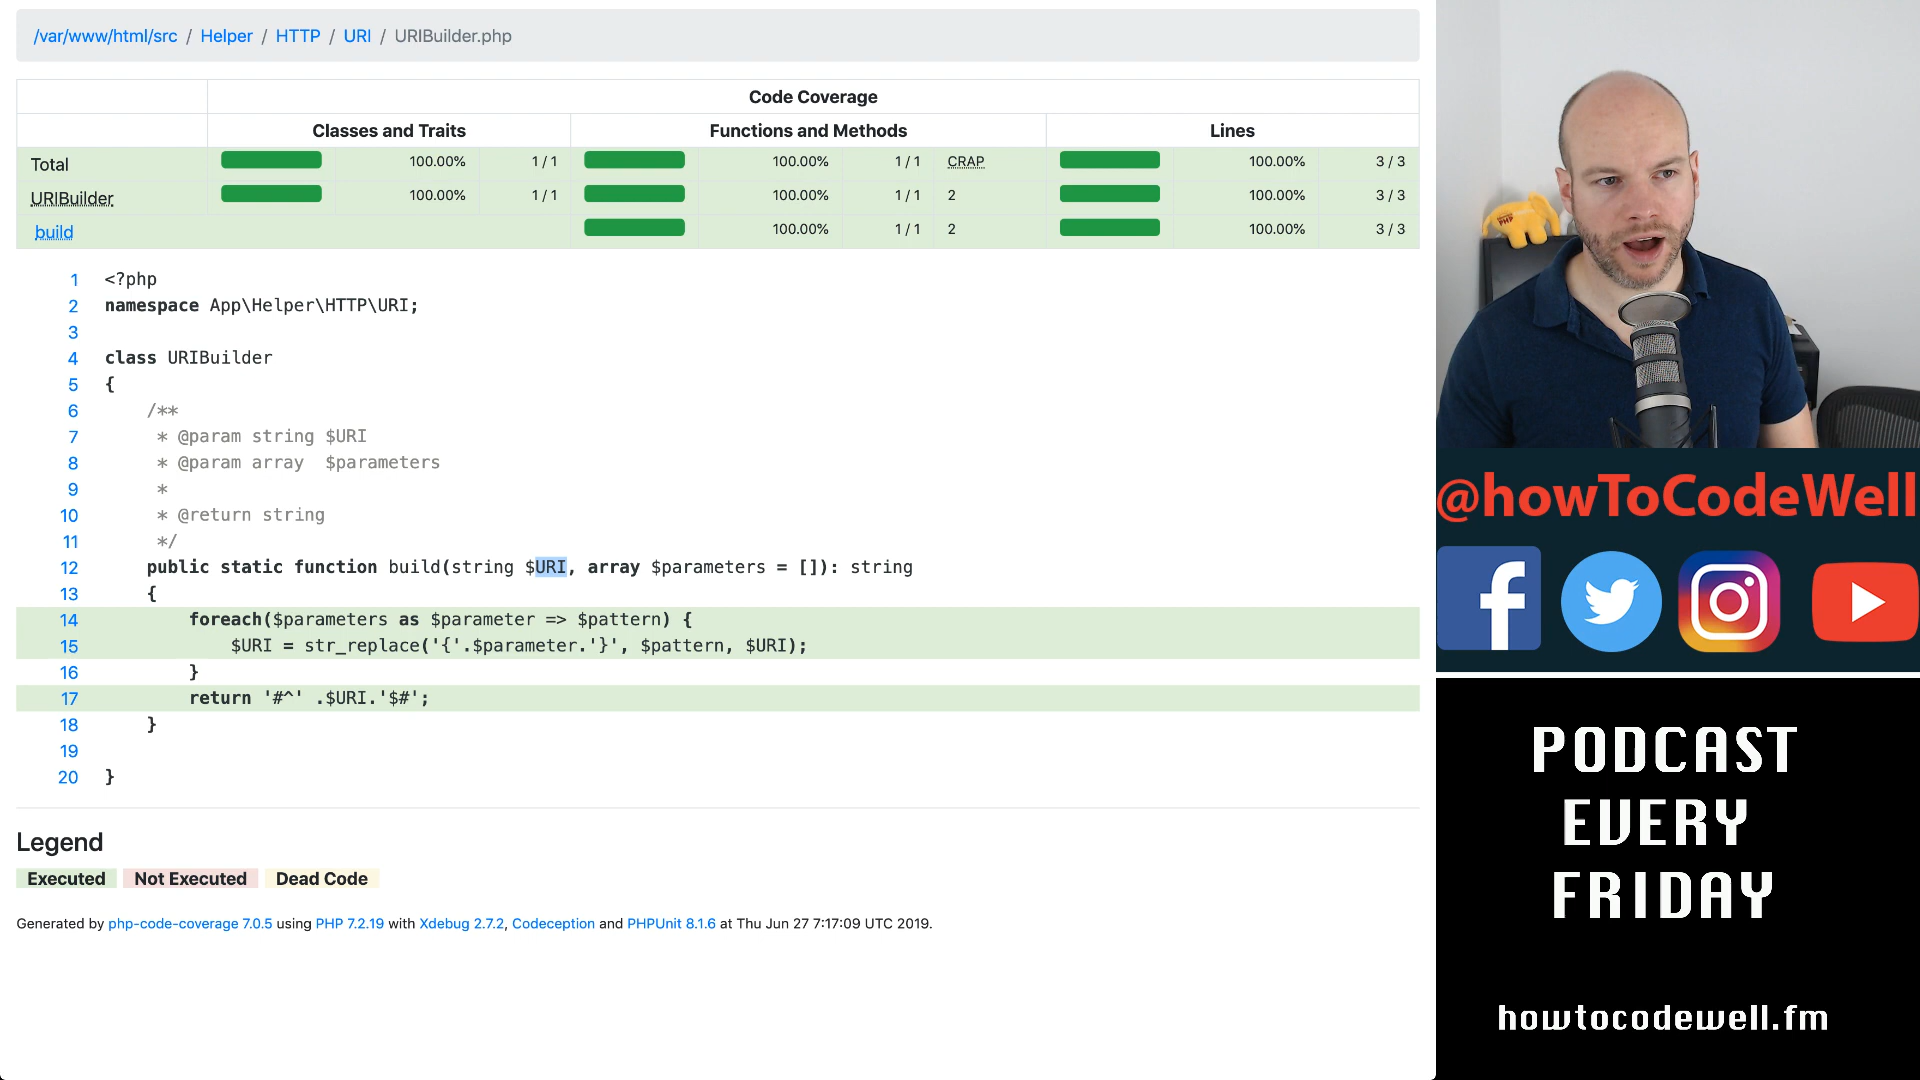 /var/www/html/src / Helper / HTTP / URI / URIBuilder.php
Code Coverage
Classes and Traits Functions and Methods Lines
Total 100.00% 1 / 1 100.00% 1 / 1 CRAP 100.00% 3 / 3
URIBuilder 100.00% 1 / 1 100.00% 1 / 1 2 100.00% 3 / 3
build 100.00% 1 / 1 2 100.00% 3 / 3
1 <?php
2 namespace App\Helper\HTTP\URI;
3
4 class URIBuilder
5 {
6 /**
7 * @param string $URI
8 * @param array  $parameters
9 *
10 * @return string
11 */
12 public static function build(string $URI, array $parameters = []): string
13 {
14 foreach($parameters as $parameter => $pattern) {
15 $URI = str_replace('{'.$parameter.'}', $pattern, $URI);
16 }
17 return '#^' .$URI.'$#';
18 }
19
20 }
Legend
Executed Not Executed Dead Code
Generated by php-code-coverage 7.0.5 using PHP 7.2.19 with Xdebug 2.7.2, Codeception and PHPUnit 8.1.6 at Thu Jun 27 7:17:09 UTC 2019.
PHP
@howToCodeWell
PODCAST
EVERY
FRIDAY
howtocodewell.fm